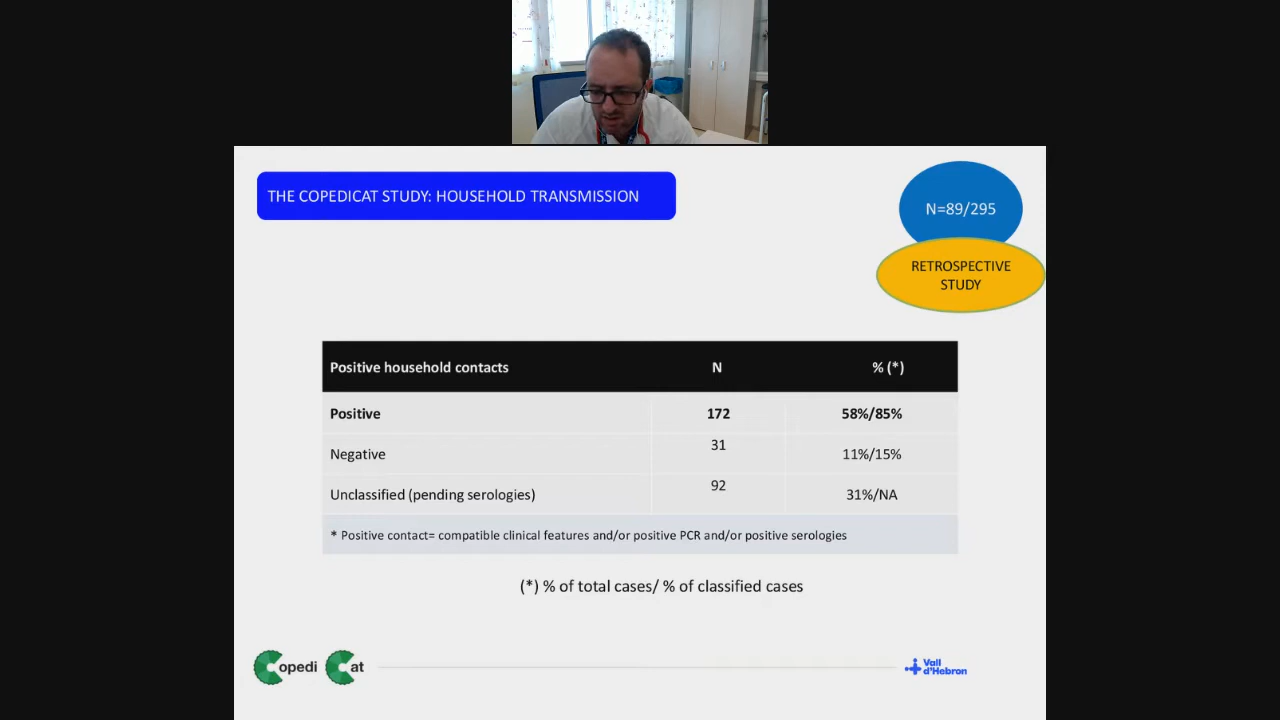 THE COPEDICAT STUDY: HOUSEHOLD TRANSMISSION
N=89/295
RETROSPECTIVE
STUDY
Positive household contacts N % (*)
Positive 172 58%/85%
Negative 31 11%/15%
Unclassified (pending serologies) 92 31%/NA
* Positive contact= compatible clinical features and/or positive PCR and/or positive serologies
(*) % of total cases/ % of classified cases
Copedi Cat
Vall
d'Hebron